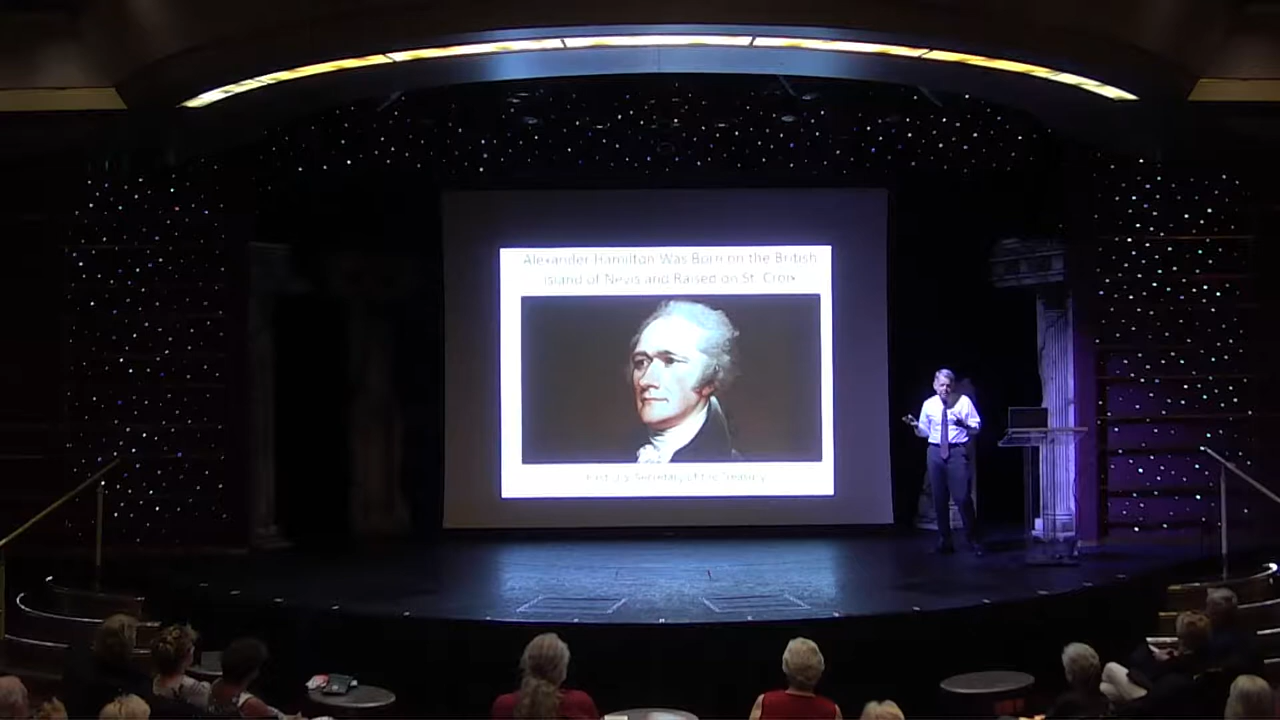 Alexander Hamilton Was Born on the British
Island of Nevis and Raised on St. Croix
First U.S. Secretary of the Treasury